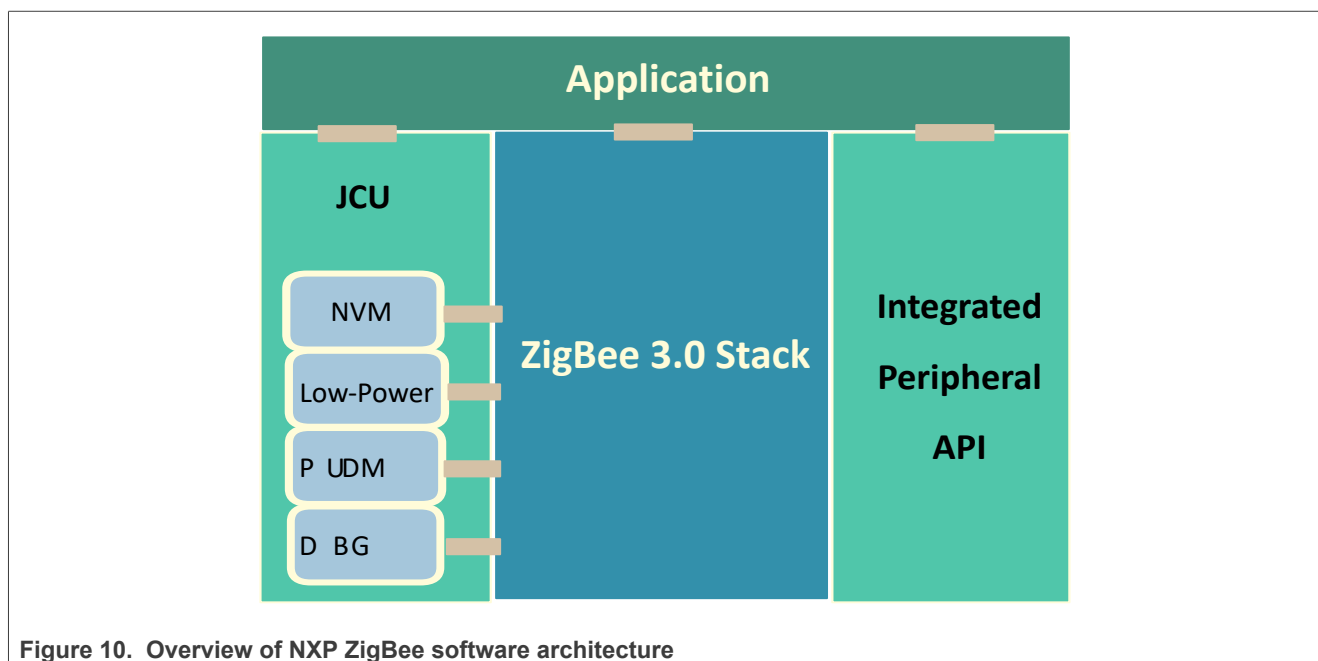 Application
JCU
NVM
Low-Power
P UDM
D BG
ZigBee 3.0 Stack
Integrated
Peripheral
API
Figure 10. Overview of NXP ZigBee software architecture